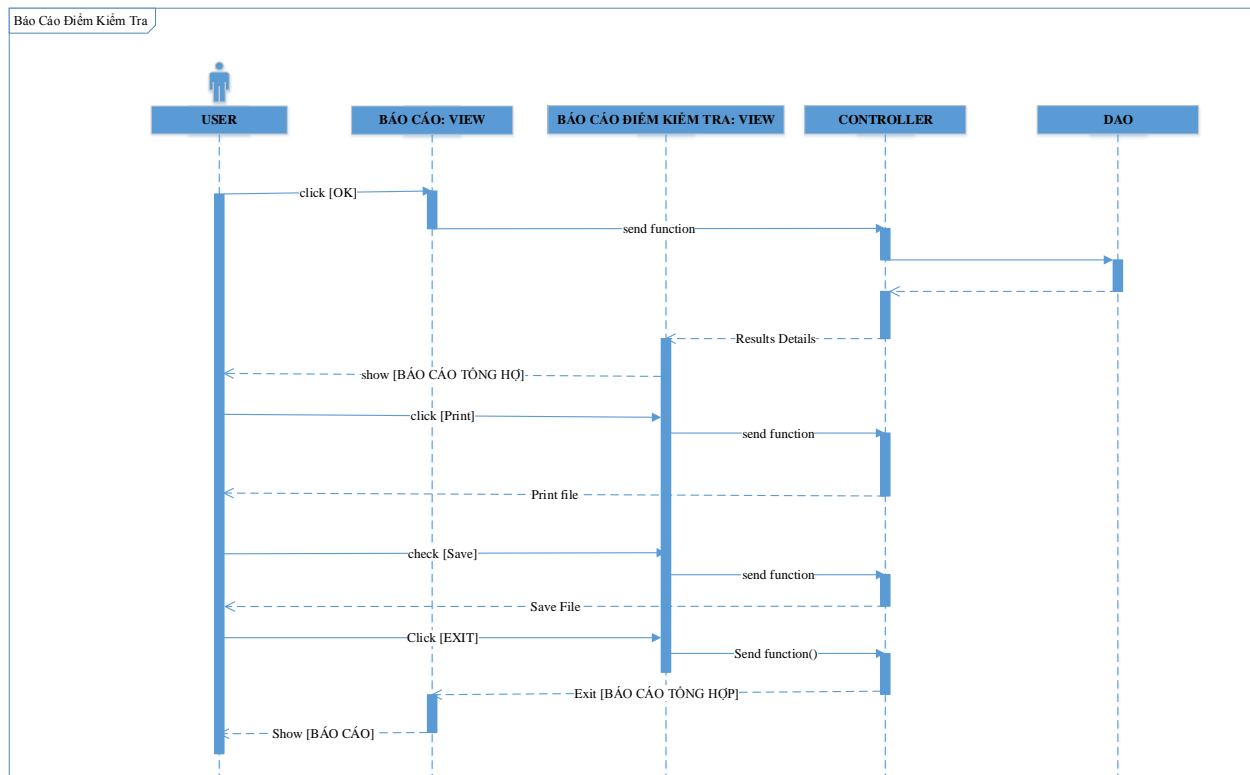 Báo Cáo Điểm Kiểm Tra
USER
BÁO CÁO: VIEW
BÁO CÁO ĐIỂM KIỂM TRA: VIEW
CONTROLLER
DAO
click [OK]
send function
Results Details
show [BÁO CÁO TỔNG HỢ]
click [Print]
send function
Print file
check [Save]
send function
Save File
Click [EXIT]
Send function()
Exit [BÁO CÁO TỔNG HỢP]
Show [BÁO CÁO]